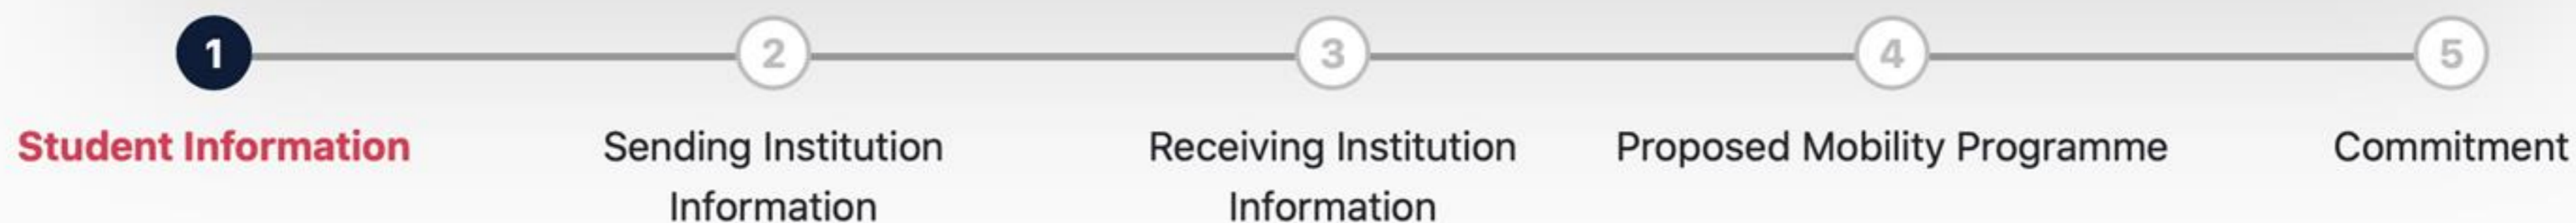 1
2
3
4
5
Student Information
Sending Institution
Information
Receiving Institution
Information
Proposed Mobility Programme
Commitment